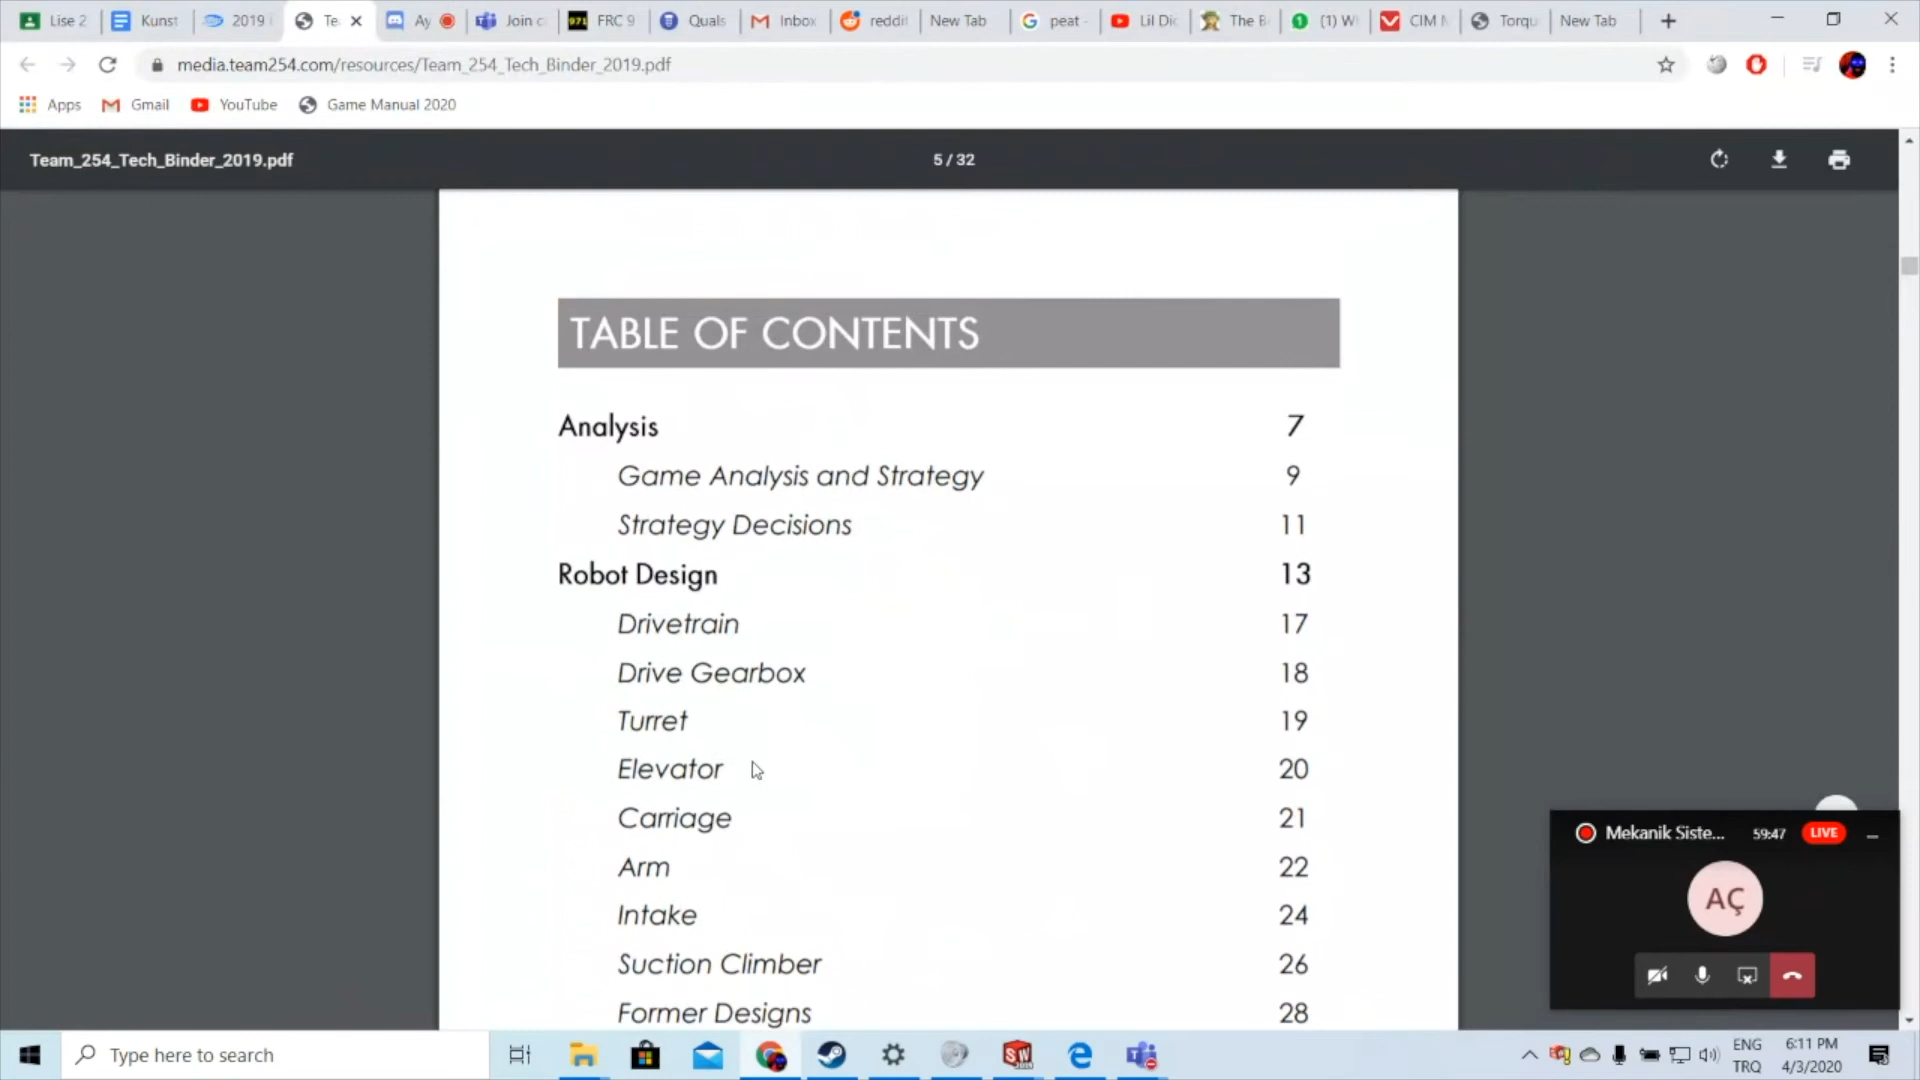 Lise 2
Kunst
2019
Te
Ay
Join
FRC 9
Quals
Inbox
reddit
New Tab
peat -
Lil Dic
The B
(1) W
CIM
Torqu
New Tab
media.team254.com/resources/Team_254_Tech_Binder_2019.pdf
Apps
Gmail
YouTube
Game Manual 2020
Team_254_Tech_Binder_2019.pdf
5 / 32
TABLE OF CONTENTS
Analysis 7
Game Analysis and Strategy 9
Strategy Decisions 11
Robot Design 13
Drivetrain 17
Drive Gearbox 18
Turret 19
Elevator 20
Carriage 21
Arm 22
Intake 24
Suction Climber 26
Former Designs 28
Mekanik Siste... 59:47 LIVE
AÇ
Type here to search
ENG
TRQ
6:11 PM
4/3/2020